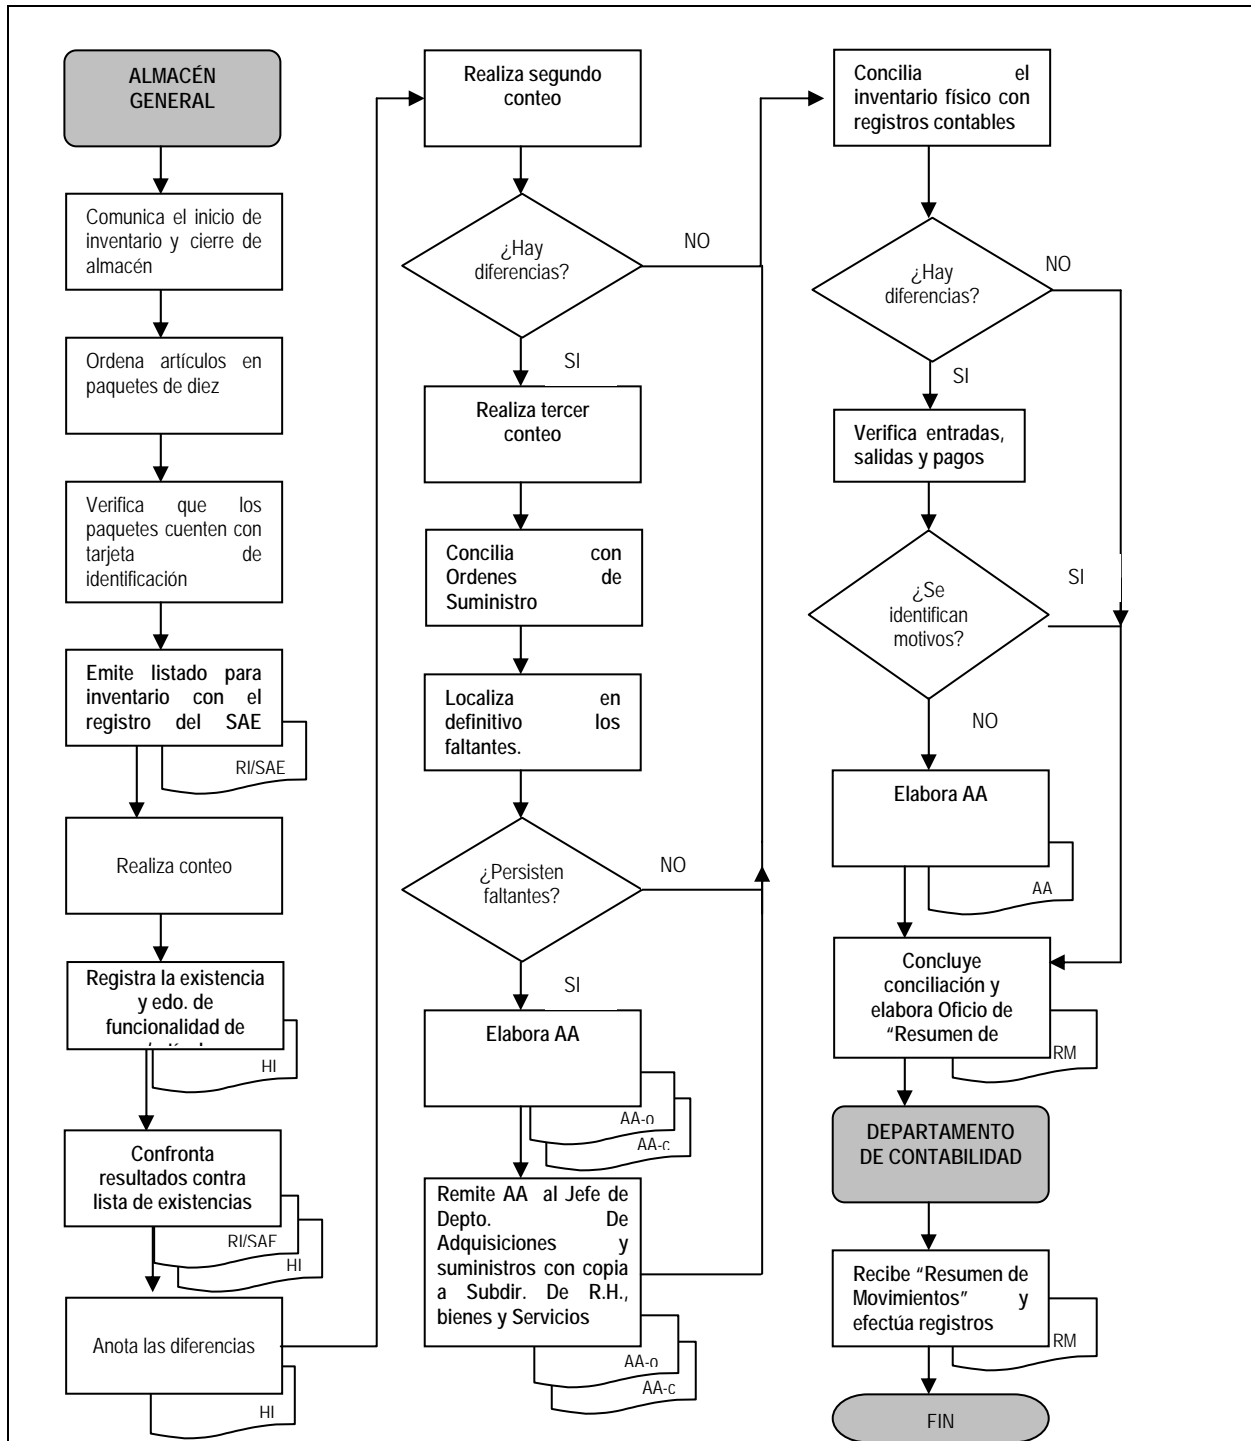 ALMACÉN
GENERAL
Comunica el inicio de
inventario y cierre de
almacén
Ordena artículos en
paquetes de diez
Verifica que los
paquetes cuenten con
tarjeta de
identificación
Emite listado para
inventario con el
registro del SAE
RI/SAE
Realiza conteo
Registra la existencia
y edo. de
funcionalidad de
HI
Confronta
resultados contra
lista de existencias
RI/SAE
HI
Anota las diferencias
HI
Realiza segundo
conteo
¿Hay
diferencias?
NO
SI
Realiza tercer
conteo
Concilia con
Ordenes de
Suministro
Localiza en
definitivo los
faltantes.
¿Persisten
faltantes?
NO
SI
Elabora AA
AA-o
AA-c
Remite AA al Jefe de
Depto. De
Adquisiciones y
suministros con copia
a Subdir. De R.H.,
bienes y Servicios
AA-o
AA-c
Concilia el
inventario físico con
registros contables
¿Hay
diferencias?
NO
SI
Verifica entradas,
salidas y pagos
¿Se
identifican
motivos?
SI
NO
Elabora AA
AA
Concluye
conciliación y
elabora Oficio de
“Resumen de
RM
DEPARTAMENTO
DE CONTABILIDAD
Recibe “Resumen de
Movimientos” y
efectúa registros
RM
FIN